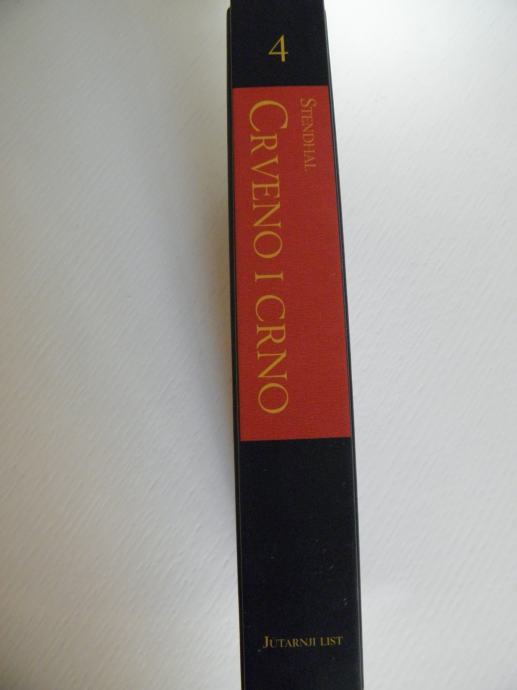 4
STENDHAL
CRVENO I CRNO
JUTARNJI LIST